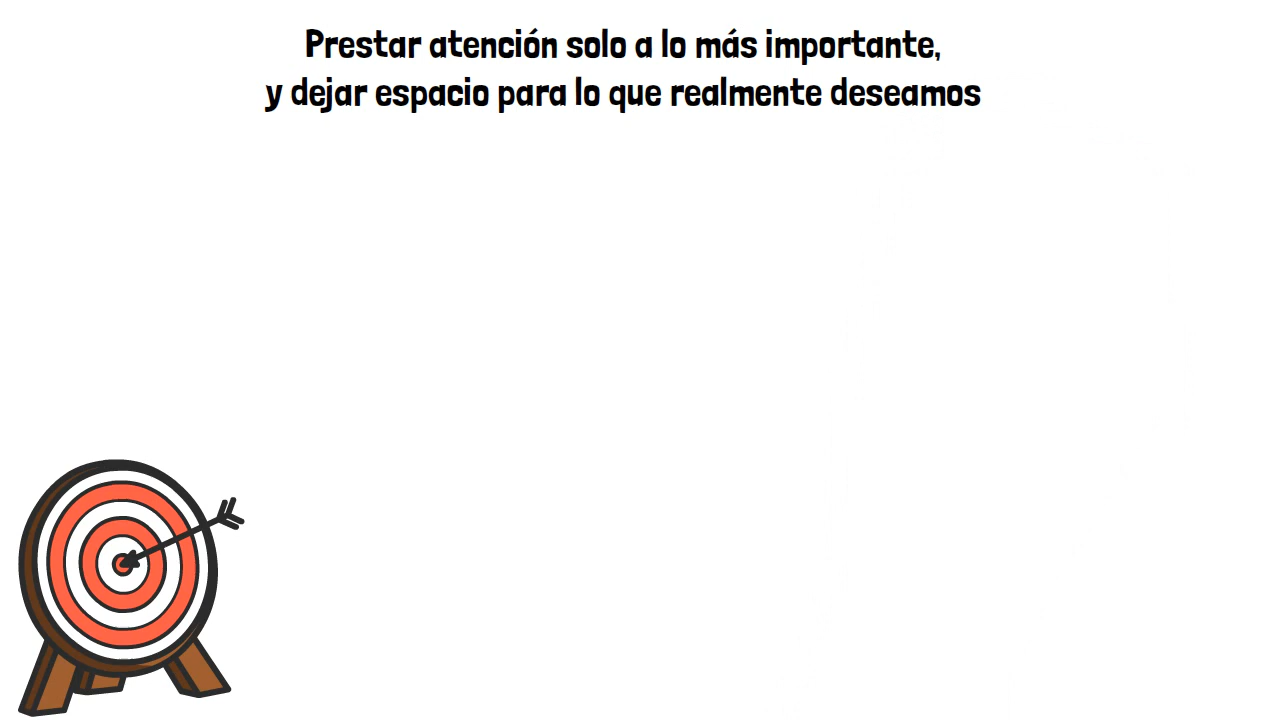 Prestar atención solo a lo más importante,
y dejar espacio para lo que realmente deseamos